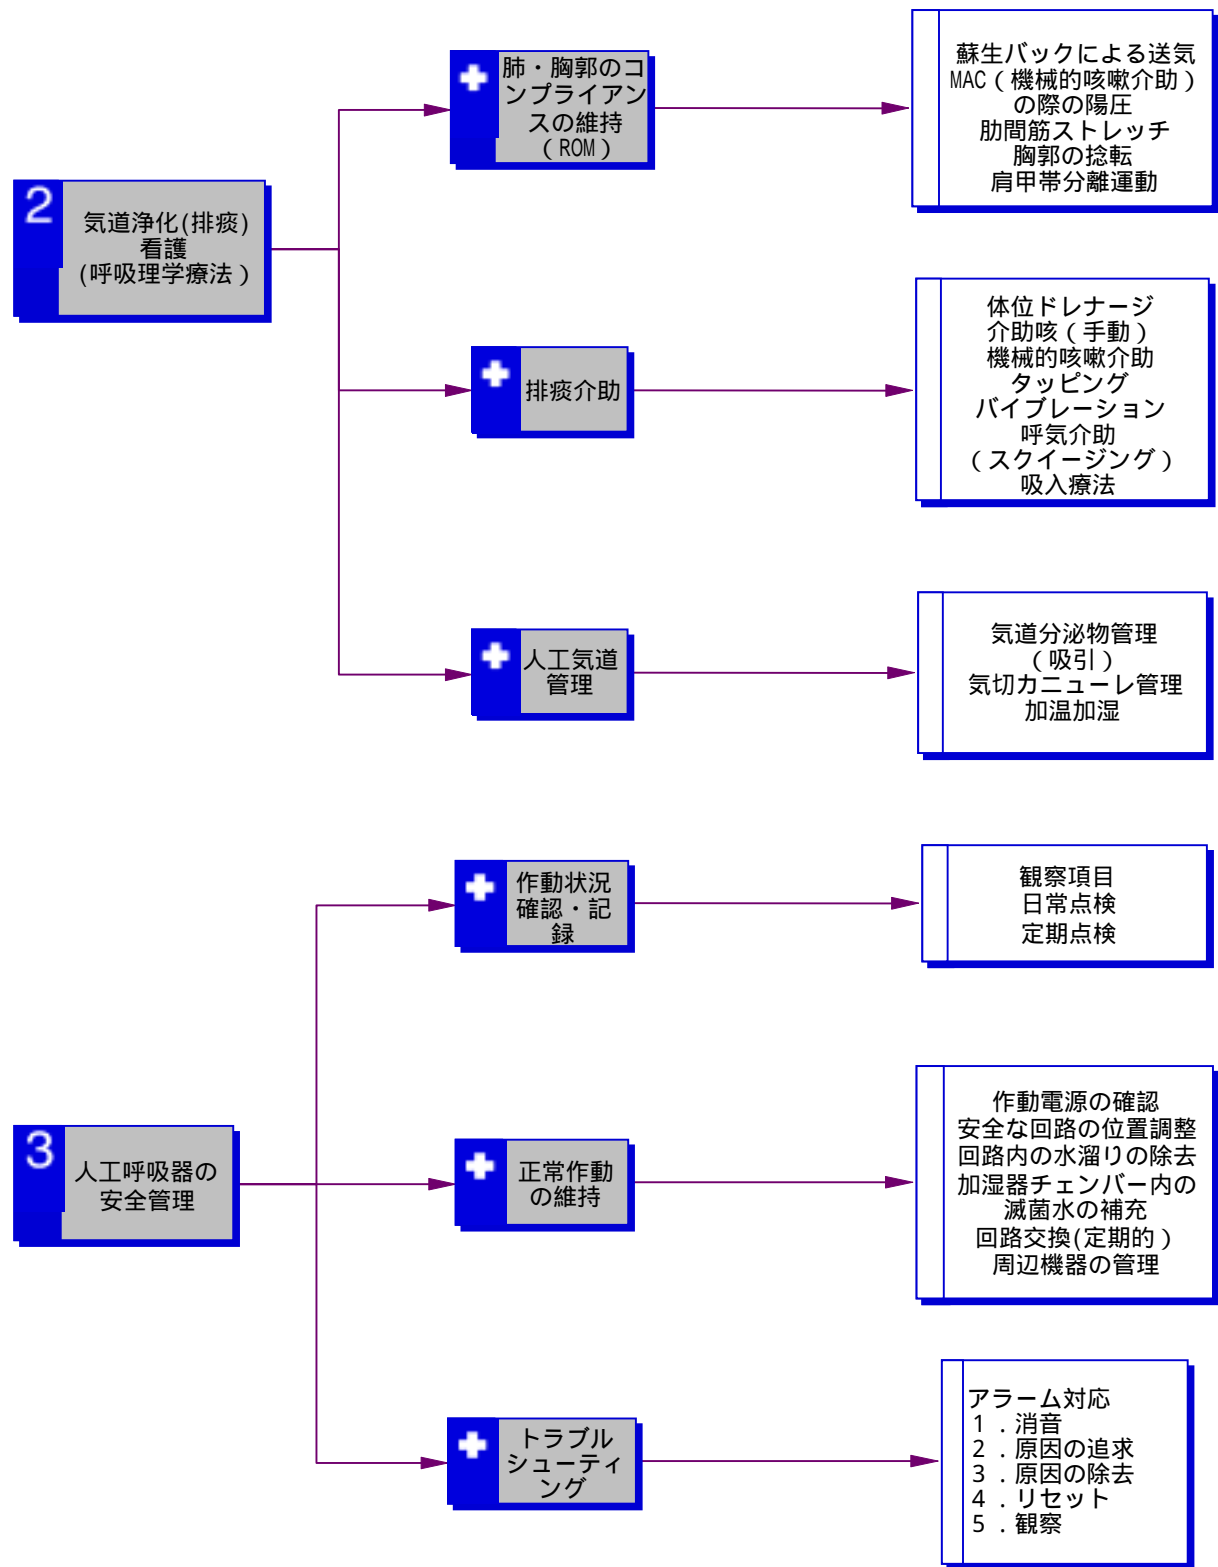 2
気道浄化(排痰)
看護
(呼吸理学療法）
肺・胸郭のコ
ンプライアン
スの維持
（ROM）
蘇生バックによる送気
MAC（機械的咳嗽介助）
の際の陽圧
肋間筋ストレッチ
胸郭の捻転
肩甲帯分離運動
排痰介助
体位ドレナージ
介助咳（手動）
機械的咳嗽介助
タッピング
バイブレーション
呼気介助
（スクイージング）
吸入療法
人工気道
管理
気道分泌物管理
（吸引）
気切カニューレ管理
加温加湿
3
人工呼吸器の
安全管理
作動状況
確認・記
録
観察項目
日常点検
定期点検
正常作動
の維持
作動電源の確認
安全な回路の位置調整
回路内の水溜りの除去
加湿器チェンバー内の
滅菌水の補充
回路交換(定期的）
周辺機器の管理
トラブル
シューティ
ング
アラーム対応
1．消音
2．原因の追求
3．原因の除去
4．リセット
5．観察